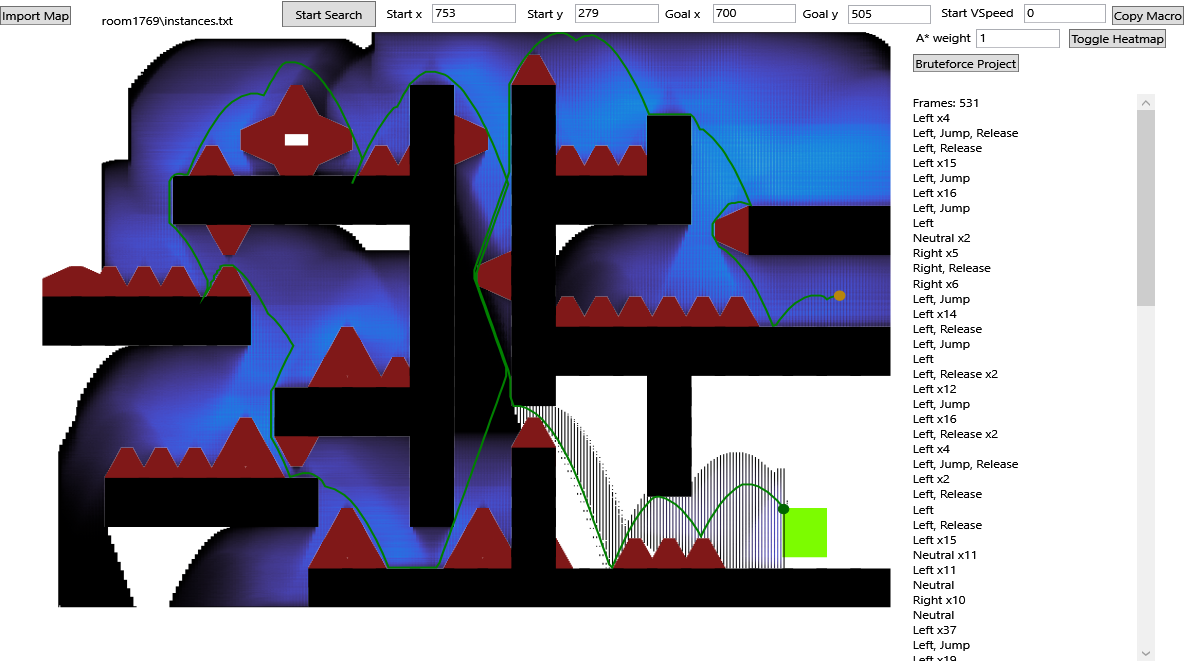 Import Map
room1769\instances.txt
Start Search
Start x 753
Start y 279
Goal x 700
Goal y 505
Start VSpeed 0
Copy Macro
A* weight 1
Toggle Heatmap
Bruteforce Project
Frames: 531
Left x4
Left, Jump, Release
Left, Release
Left x15
Left, Jump
Left x16
Left, Jump
Left
Neutral x2
Right x5
Right, Release
Right x6
Left, Jump
Left x14
Left, Release
Left, Jump
Left
Left, Release x2
Left x12
Left, Jump
Left x16
Left, Release x2
Left x4
Left, Jump, Release
Left x2
Left, Release
Left
Left, Release
Left x15
Neutral x11
Left x11
Neutral
Right x10
Neutral
Left x37
Left, Jump
Left x19